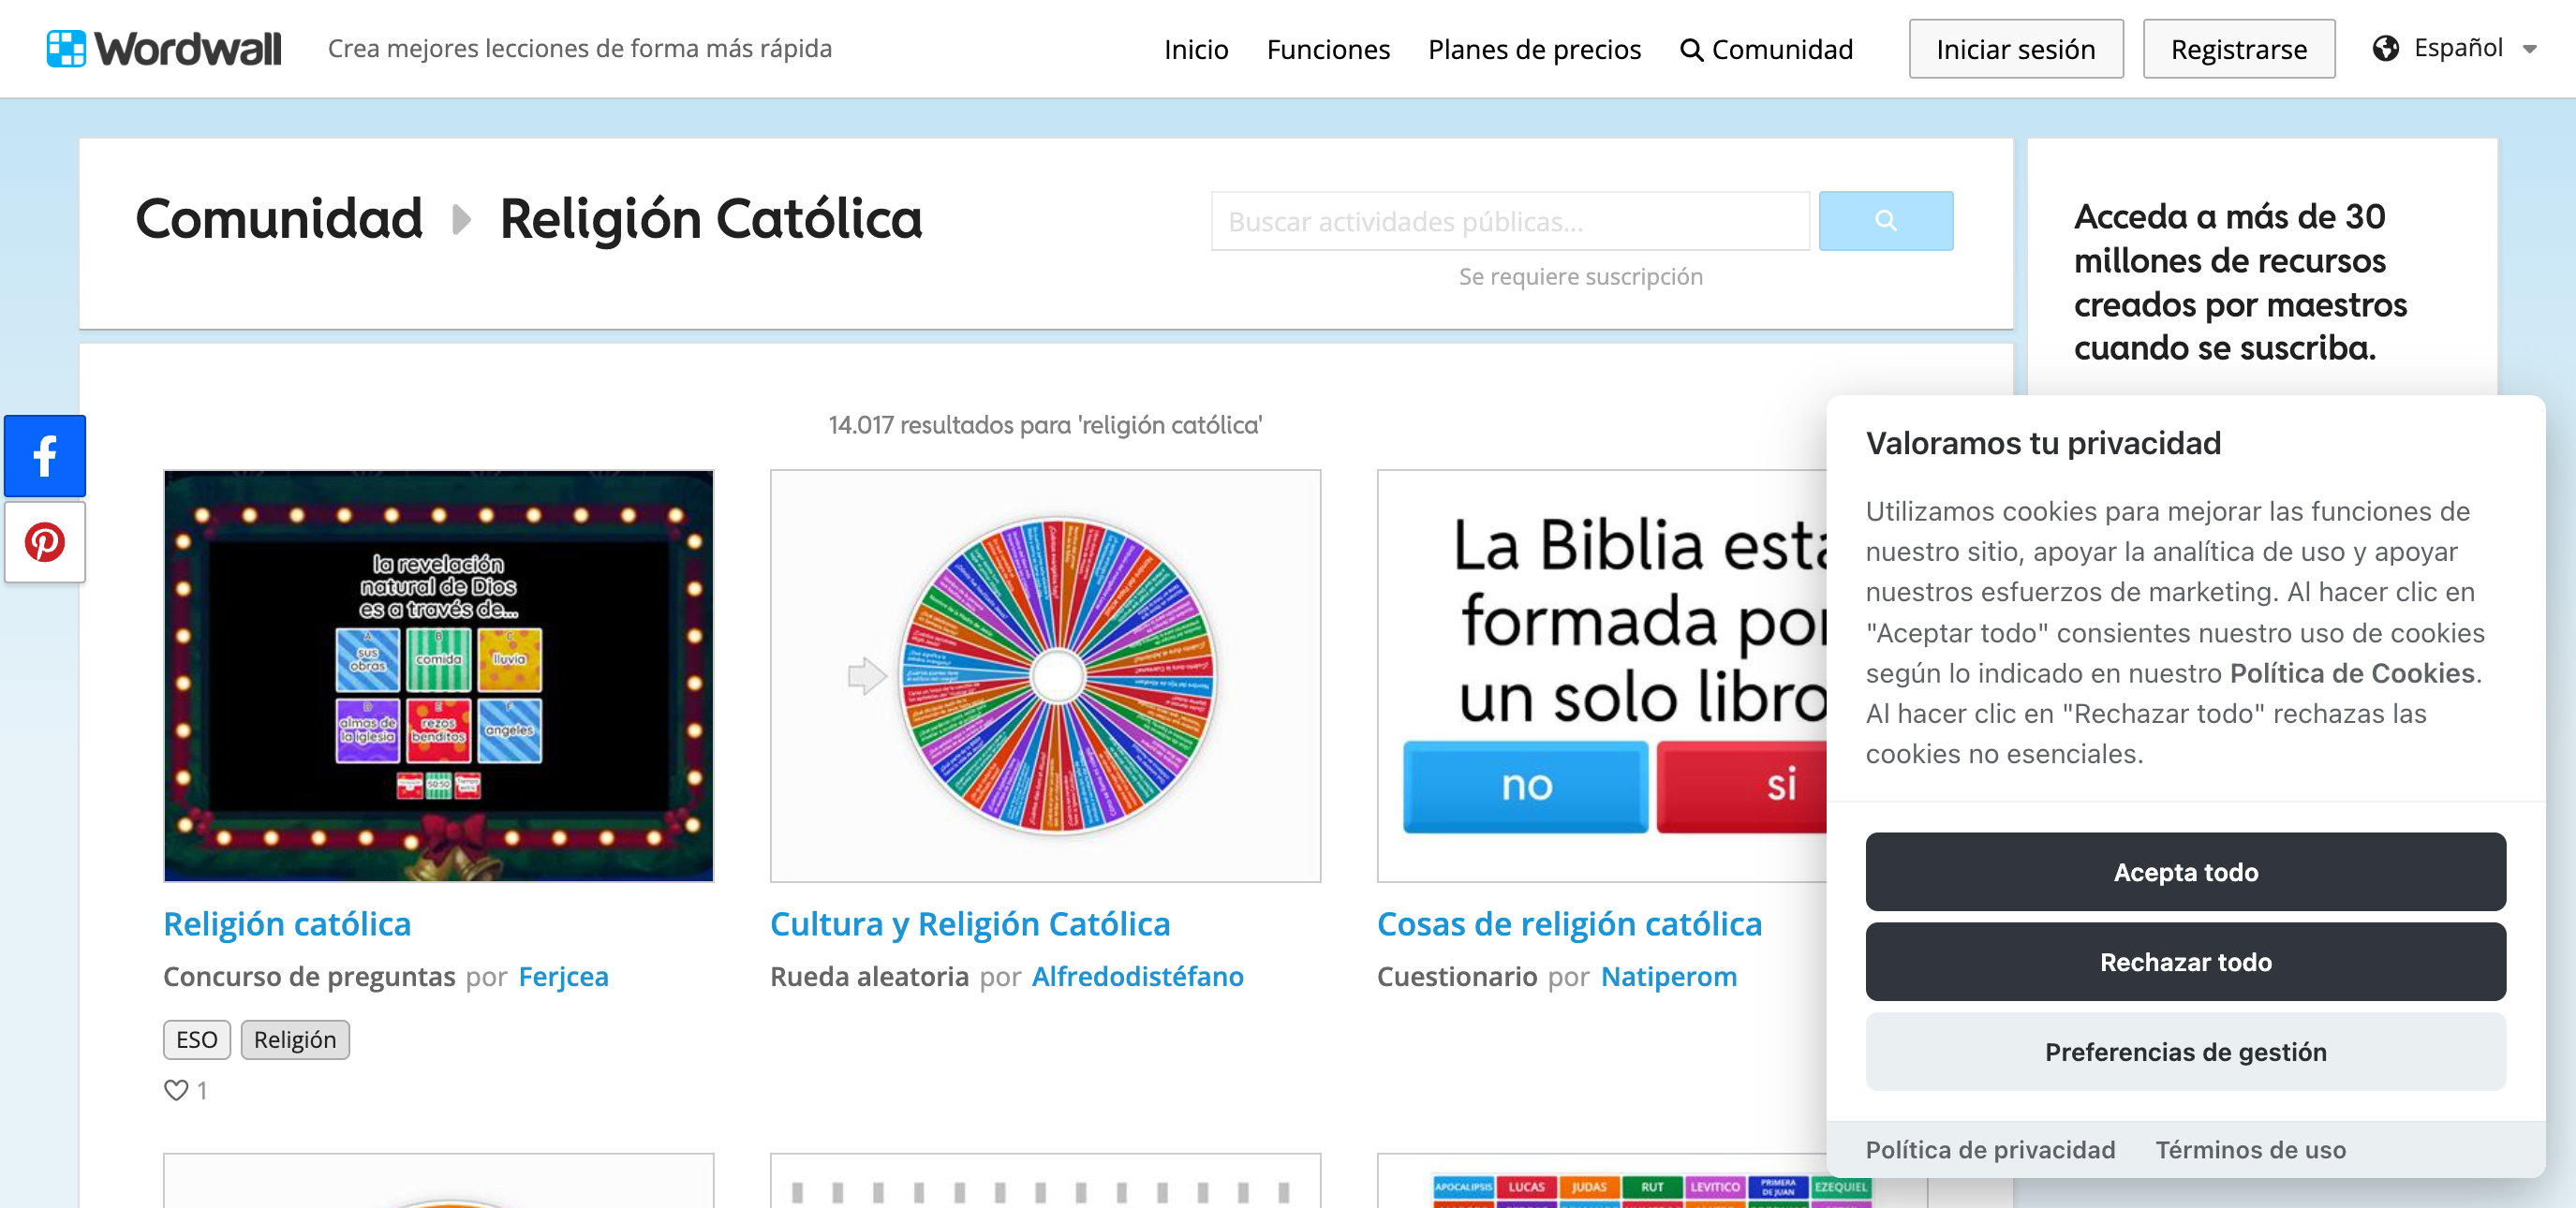 Wordwall
Crea mejores lecciones de forma más rápida
Inicio
Funciones
Planes de precios
Comunidad
Iniciar sesión
Registrarse
Español
Comunidad
Religión Católica
Buscar actividades públicas...
Se requiere suscripción
Acceda a más de 30
millones de recursos
creados por maestros
cuando se suscriba.
14.017 resultados para 'religión católica'
la revelación
natural de Dios
es a través de...
A
sus
obras
B
comida
C
lluvia
D
almas de
la iglesia
E
rezos
benditos
F
angeles
50:50
La Biblia está
formada por
un solo libro
no
si
Religión católica
Concurso de preguntas por Ferjcea
ESO
Religión
1
Cultura y Religión Católica
Rueda aleatoria por Alfredodistéfano
Cosas de religión católica
Cuestionario por Natiperom
APOCALIPSIS
LUCAS
JUDAS
RUT
LEVITICO
PRIMERA
DE JUAN
EZEQUIEL
Valoramos tu privacidad
Utilizamos cookies para mejorar las funciones de
nuestro sitio, apoyar la analítica de uso y apoyar
nuestros esfuerzos de marketing. Al hacer clic en
"Aceptar todo" consientes nuestro uso de cookies
según lo indicado en nuestro Política de Cookies.
Al hacer clic en "Rechazar todo" rechazas las
cookies no esenciales.
Acepta todo
Rechazar todo
Preferencias de gestión
Política de privacidad
Términos de uso